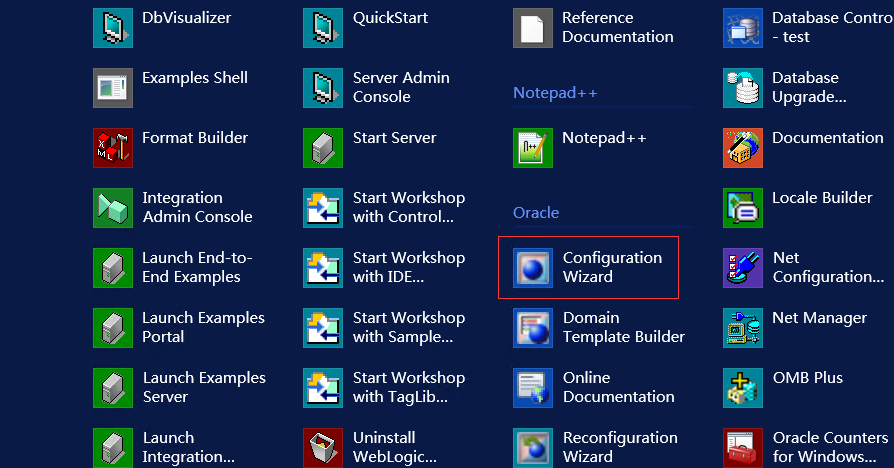 DbVisualizer
Examples Shell
Format Builder
Integration
Admin Console
Launch End-to-
End Examples
Launch Examples
Portal
Launch Examples
Server
Launch
Integration...
QuickStart
Server Admin
Console
Start Server
Start Workshop
with Control...
Start Workshop
with IDE...
Start Workshop
with Sample...
Start Workshop
with TagLib...
Uninstall
WebLogic...
Reference
Documentation
Notepad++
Notepad++
Oracle
Configuration
Wizard
Domain
Template Builder
Online
Documentation
Reconfiguration
Wizard
Database Contro
- test
Database
Upgrade...
Documentation
Locale Builder
Net
Configuration...
Net Manager
OMB Plus
Oracle Counters
for Windows...